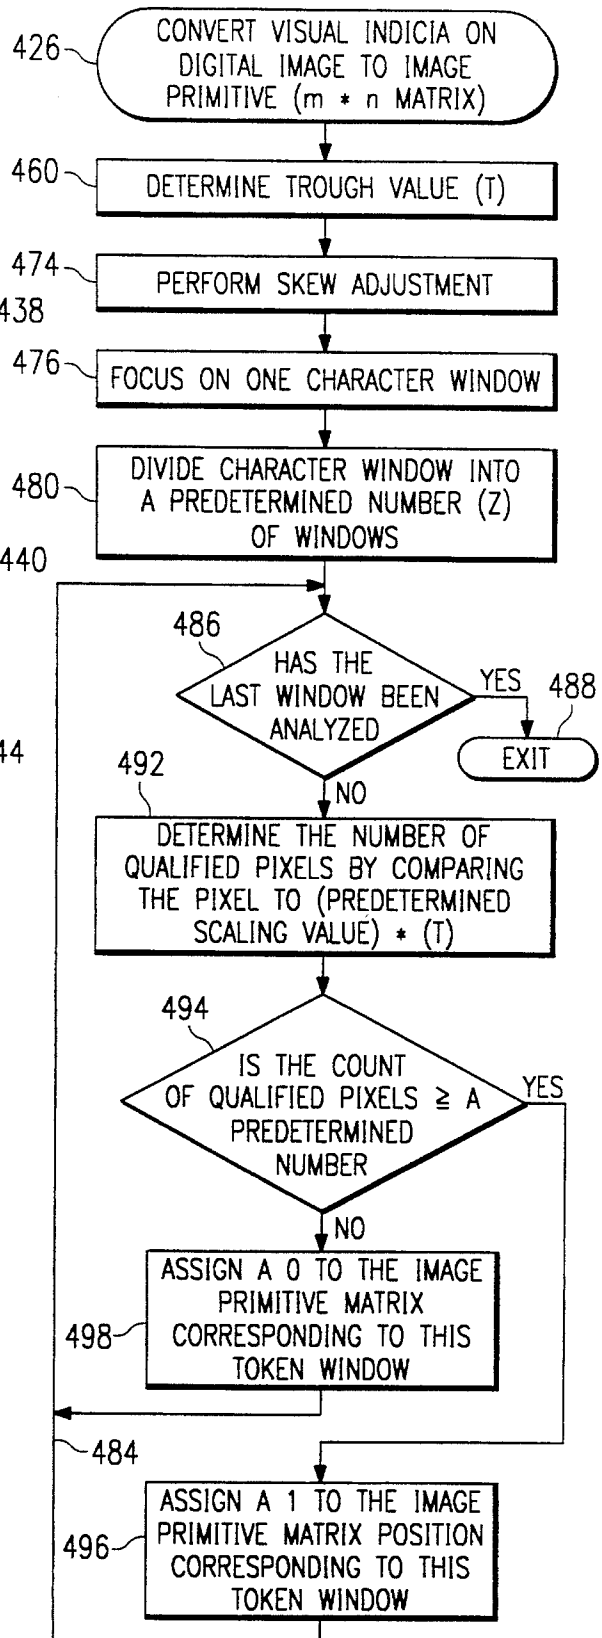 426
CONVERT VISUAL INDICIA ON
DIGITAL IMAGE TO IMAGE
PRIMITIVE (m * n MATRIX)
460
DETERMINE TROUGH VALUE (T)
474
PERFORM SKEW ADJUSTMENT
438
476
FOCUS ON ONE CHARACTER WINDOW
480
DIVIDE CHARACTER WINDOW INTO
A PREDETERMINED NUMBER (Z)
OF WINDOWS
440
486
HAS THE
LAST WINDOW BEEN
ANALYZED
YES
488
EXIT
44
NO
492
DETERMINE THE NUMBER OF
QUALIFIED PIXELS BY COMPARING
THE PIXEL TO (PREDETERMINED
SCALING VALUE) * (T)
494
IS THE COUNT
OF QUALIFIED PIXELS ≧ A
PREDETERMINED
NUMBER
YES
NO
498
ASSIGN A 0 TO THE IMAGE
PRIMITIVE MATRIX
CORRESPONDING TO THIS
TOKEN WINDOW
484
496
ASSIGN A 1 TO THE IMAGE
PRIMITIVE MATRIX POSITION
CORRESPONDING TO THIS
TOKEN WINDOW